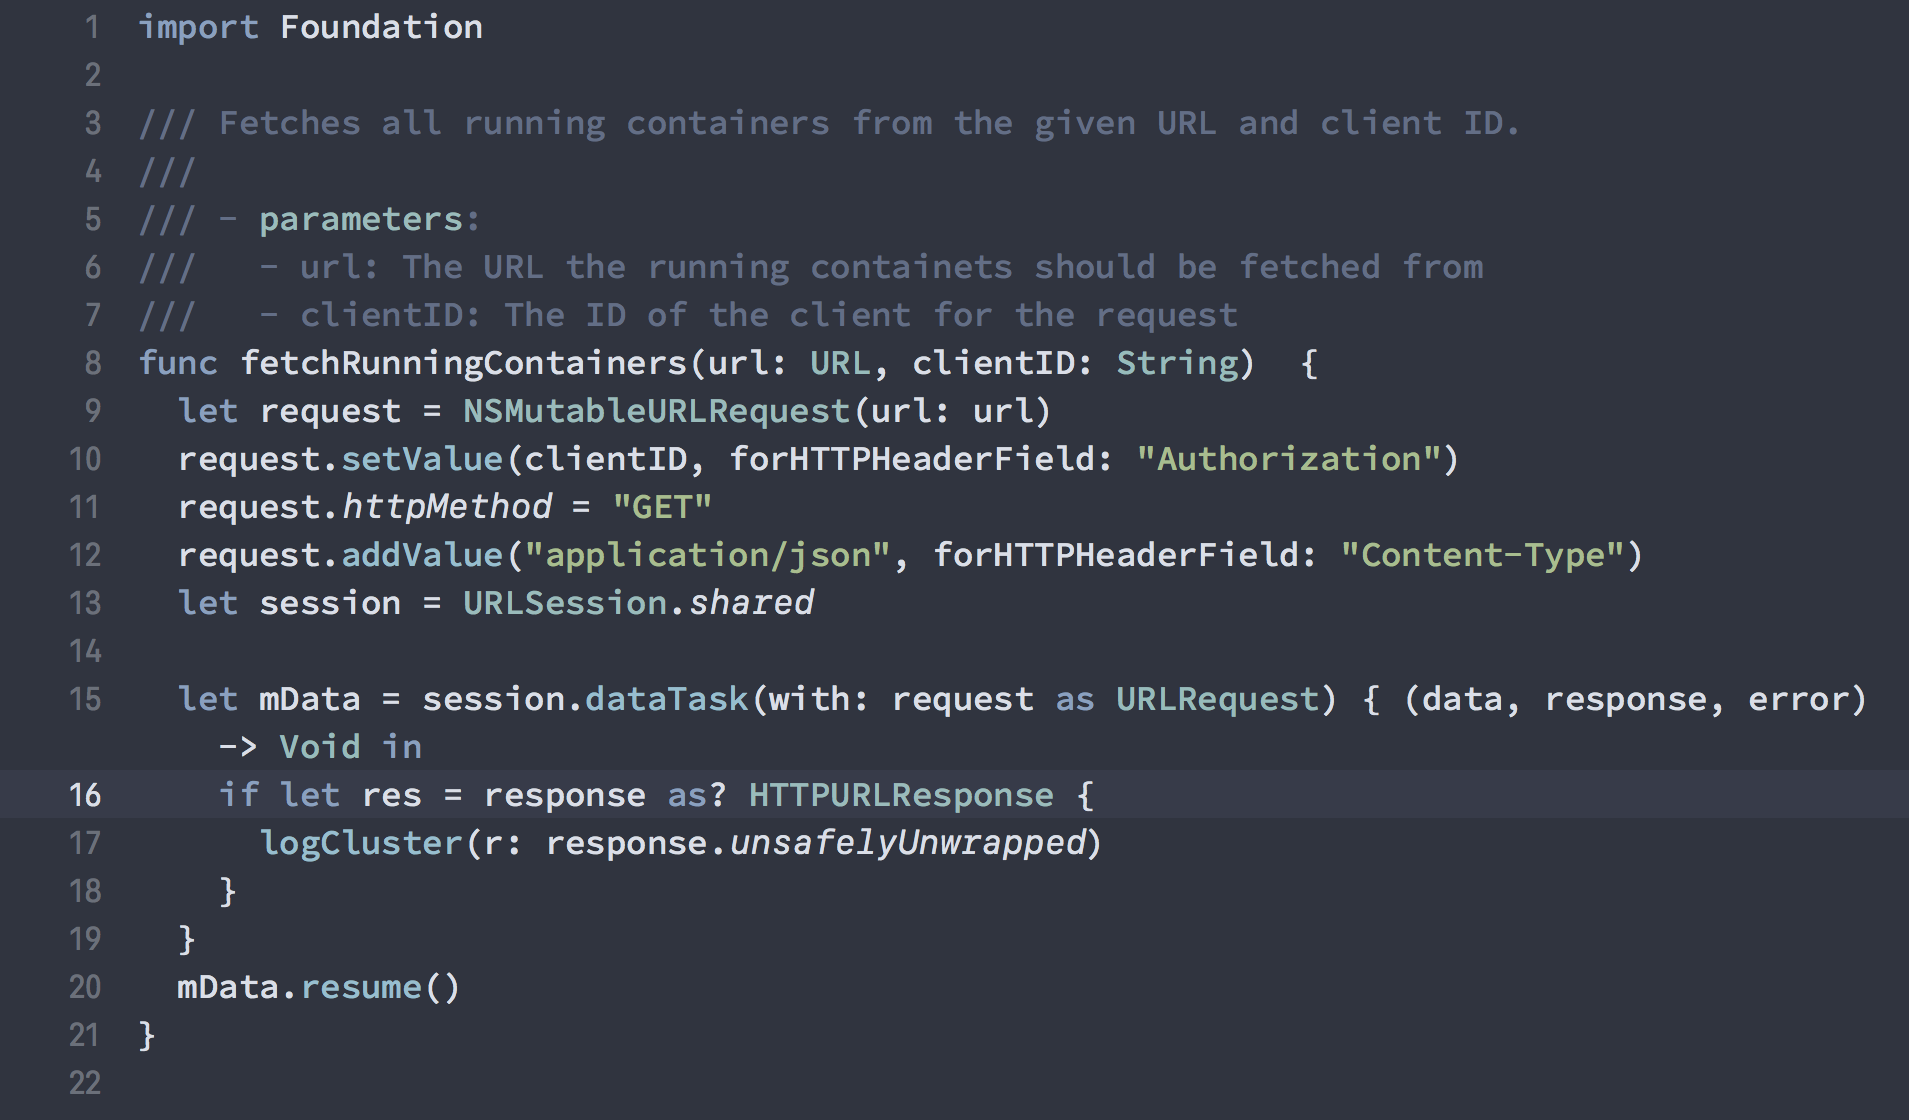 1 import Foundation
2
3 /// Fetches all running containers from the given URL and client ID.
4 ///
5 /// - parameters:
6 ///   - url: The URL the running containets should be fetched from
7 ///   - clientID: The ID of the client for the request
8 func fetchRunningContainers(url: URL, clientID: String)  {
9   let request = NSMutableURLRequest(url: url)
10   request.setValue(clientID, forHTTPHeaderField: "Authorization")
11   request.httpMethod = "GET"
12   request.addValue("application/json", forHTTPHeaderField: "Content-Type")
13   let session = URLSession.shared
14
15   let mData = session.dataTask(with: request as URLRequest) { (data, response, error)
     -> Void in
16     if let res = response as? HTTPURLResponse {
17       logCluster(r: response.unsafelyUnwrapped)
18     }
19   }
20   mData.resume()
21 }
22